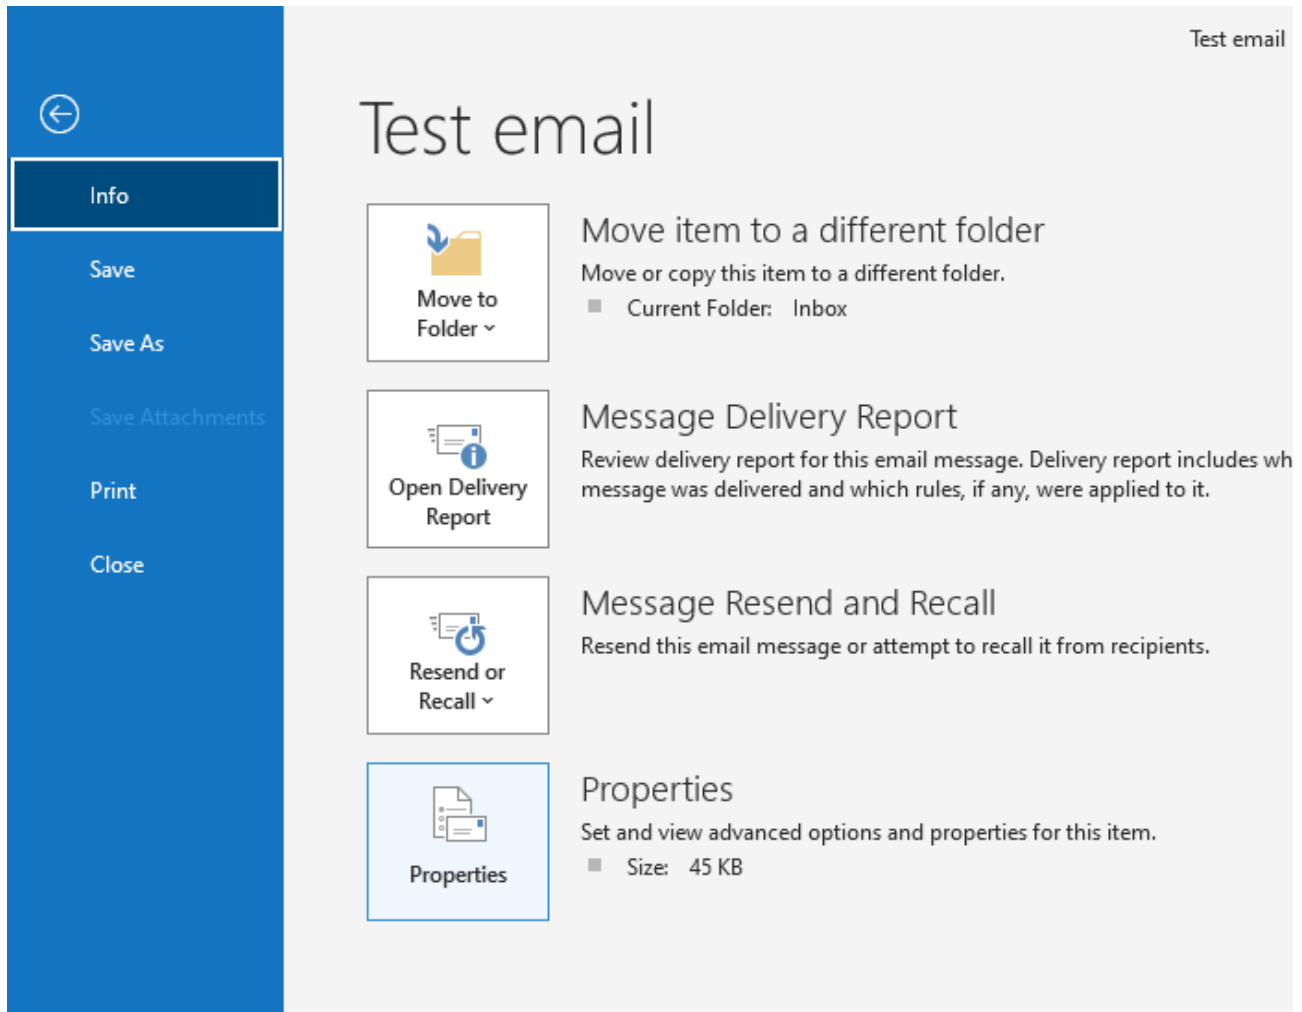 Test email
Test email
Info
Save
Save As
Save Attachments
Print
Close
Move to
Folder
Move item to a different folder
Move or copy this item to a different folder.
Current Folder: Inbox
Open Delivery
Report
Message Delivery Report
Review delivery report for this email message. Delivery report includes wh
message was delivered and which rules, if any, were applied to it.
Resend or
Recall
Message Resend and Recall
Resend this email message or attempt to recall it from recipients.
Properties
Properties
Set and view advanced options and properties for this item.
Size: 45 KB